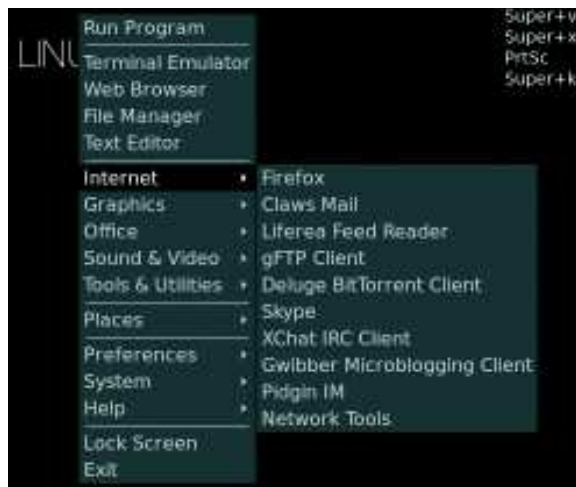 Run Program
LINU
Terminal Emulator
Web Browser
File Manager
Text Editor
Internet
Graphics
Office
Sound & Video
Tools & Utilities
Places
Preferences
System
Help
Lock Screen
Exit
Firefox
Claws Mail
Liferea Feed Reader
gFTP Client
Deluge BitTorrent Client
Skype
XChat IRC Client
Gwibber Microblogging Client
Pidgin IM
Network Tools
Super+v
Super+x
PrtSc
Super+k